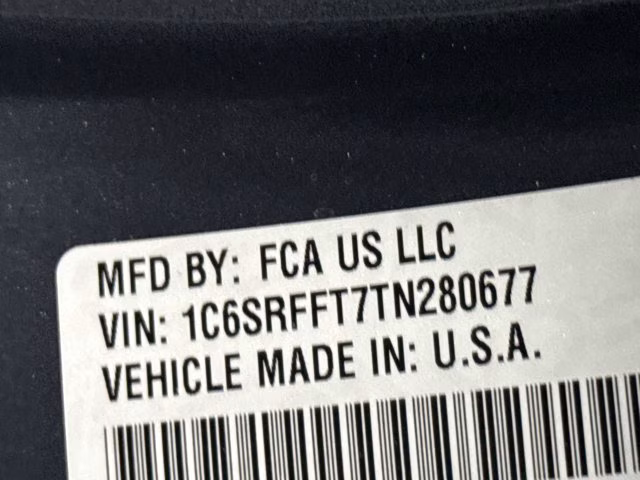 MFD BY: FCA US LLC
VIN: 1C6SRFFT7TN280677
VEHICLE MADE IN: U.S.A.